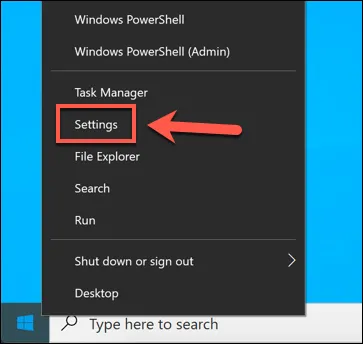 Windows PowerShell
Windows PowerShell (Admin)
Task Manager
Settings
File Explorer
Search
Run
Shut down or sign out
Desktop
Type here to search